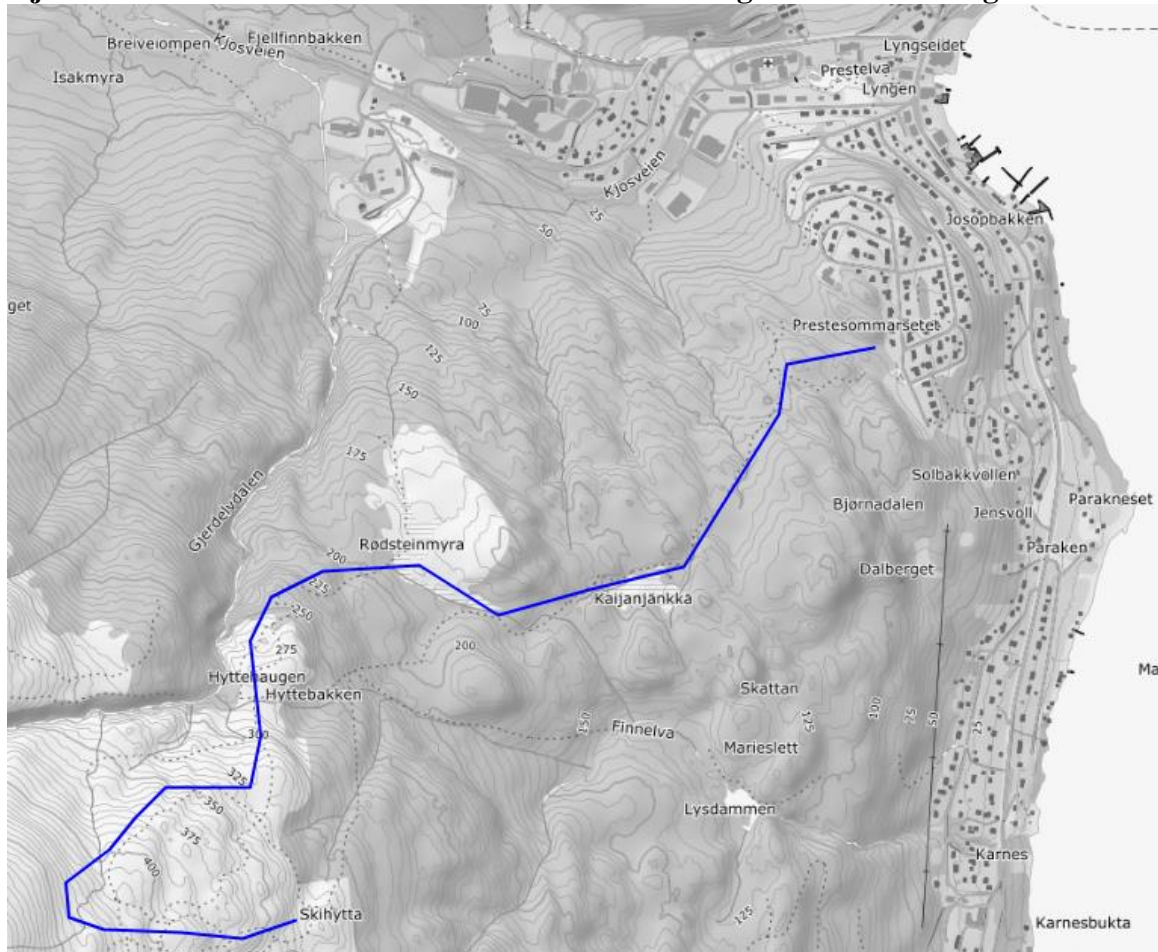 Lyngseidet
Fjellfinnbakken
Breiveiompen
Kjosveien
Prestelva
Isakmyra
Lyngen
Kjosveien
25
Josopbakken
50
get
75
100
Prestesommarsetet
125
150
175
Solbakkvollen
Gjerdelvdalen
Parakneset
Bjørnadalen
Jensvoll
Rødsteinmyra
Paraken
200
Dalberget
225
Kaijanjänkkä
250
275
200
Hyttehaugen
Ma
Skattan
Hyttebakken
100
25
50
125
150
25
Finnelva
300
Marieslett
325
350
Lysdammen
375
Karnes
400
Skihytta
125
Karnesbukta